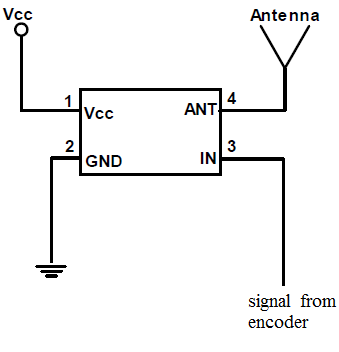 Vcc
Antenna
1
Vcc
ANT
4
2
GND
IN
3
signal from
encoder